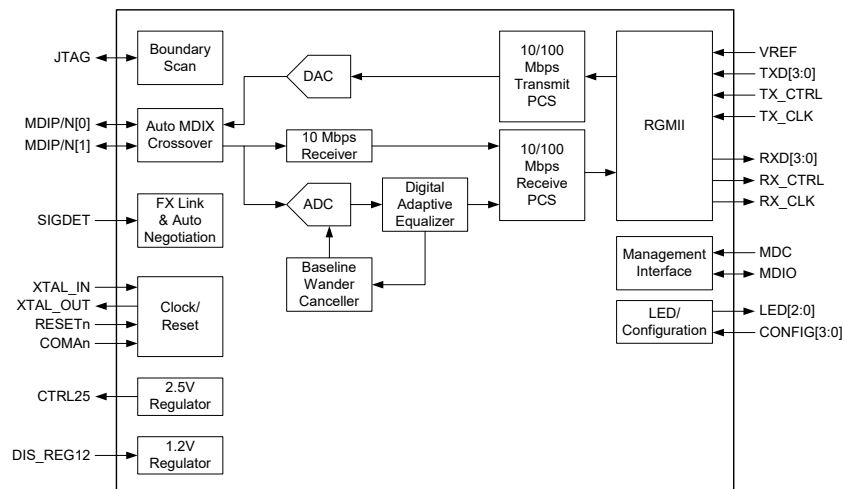 JTAG
Boundary
Scan
DAC
10/100
Mbps
Transmit
PCS
RGMII
VREF
TXD[3:0]
TX_CTRL
TX_CLK
MDIP/N[0]
MDIP/N[1]
Auto MDIX
Crossover
10 Mbps
Receiver
10/100
Mbps
Receive
PCS
RXD[3:0]
RX_CTRL
RX_CLK
SIGDET
FX Link
& Auto
Negotiation
ADC
Digital
Adaptive
Equalizer
Baseline
Wander
Canceller
Management
Interface
MDC
MDIO
XTAL_IN
XTAL_OUT
RESETn
COMAn
Clock/
Reset
LED/
Configuration
LED[2:0]
CONFIG[3:0]
CTRL25
2.5V
Regulator
DIS_REG12
1.2V
Regulator